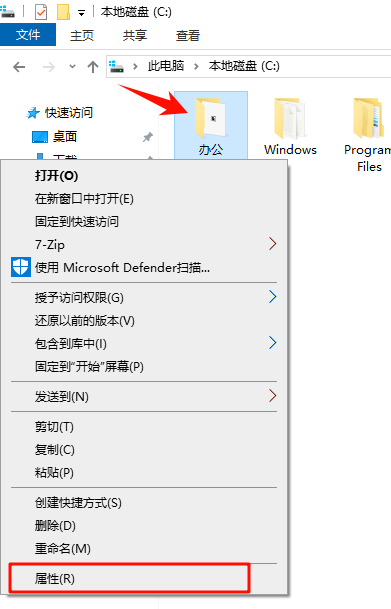 本地磁盘 (C:)
文件 主页 共享 查看
此电脑 本地磁盘 (C:)
快速访问
桌面
下载
办公 Windows Program Files
打开(O)
在新窗口中打开(E)
固定到快速访问
7-Zip
使用 Microsoft Defender扫描...
授予访问权限(G)
还原以前的版本(V)
包含到库中(I)
固定到"开始"屏幕(P)
发送到(N)
剪切(T)
复制(C)
粘贴(P)
创建快捷方式(S)
删除(D)
重命名(M)
属性(R)